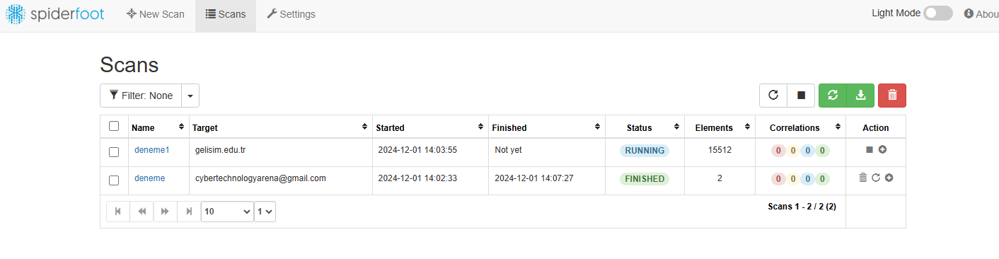 spiderfoot New Scan Scans Settings Light Mode Abou
Scans
Filter: None
Name Target Started Finished Status Elements Correlations Action
deneme1 gelisim.edu.tr 2024-12-01 14:03:55 Not yet RUNNING 15512 0 0 0 0
deneme cybertechnologyarena@gmail.com 2024-12-01 14:02:33 2024-12-01 14:07:27 FINISHED 2 0 0 0 0
10 1 Scans 1 - 2 / 2 (2)